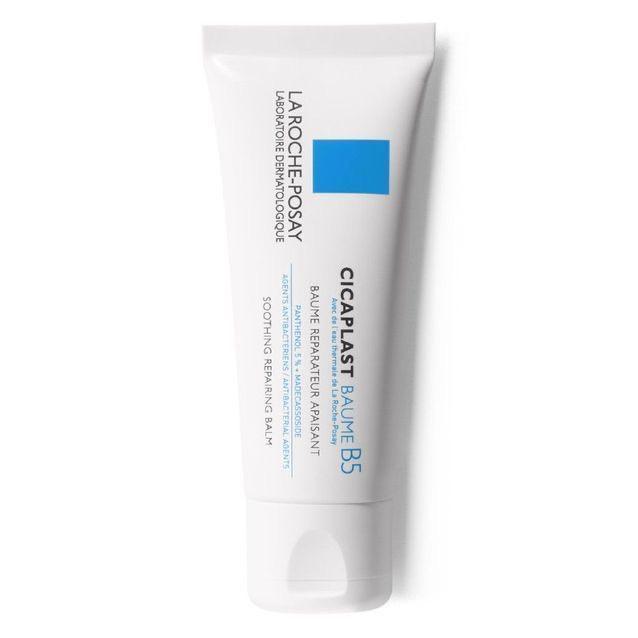 LA ROCHE-POSAY
LABORATOIRE DERMATOLOGIQUE
CICAPLAST BAUME B5
Avec de l'eau thermale de La Roche-Posay
BAUME REPARATEUR APAISANT
PANTHENOL 5 % + MADECASSOSIDE
AGENTS ANTIBACTERIENS / ANTIBACTERIAL AGENTS
SOOTHING REPAIRING BALM